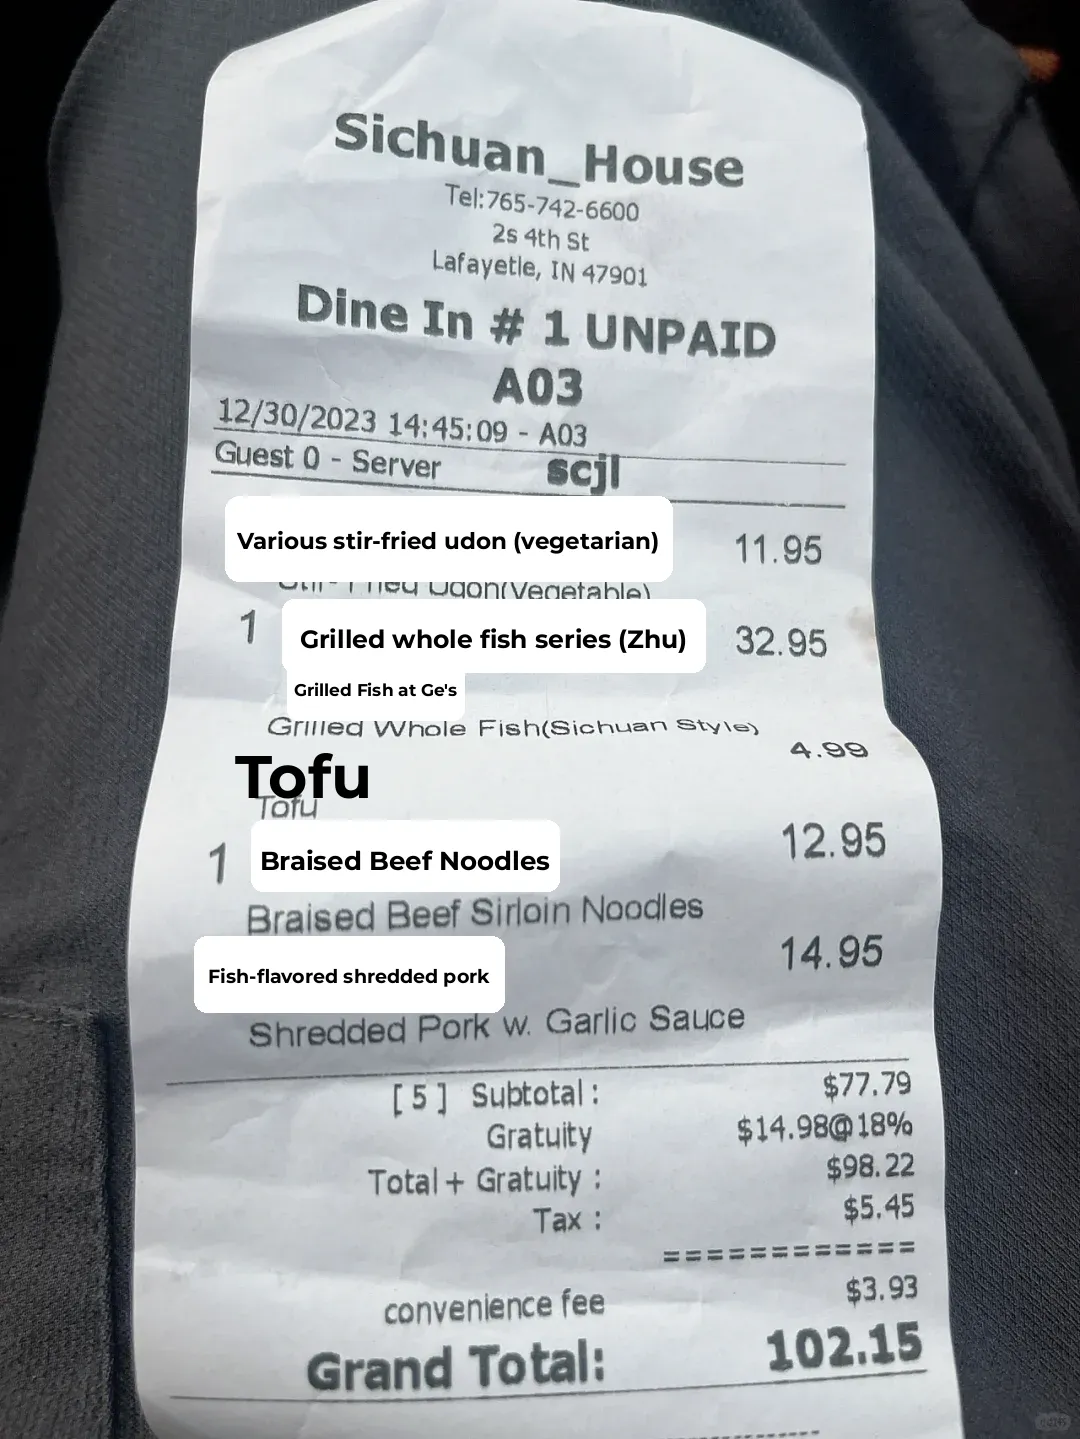 Sichuan_House
Tel:765-742-6600
2s 4th St
Lafayetle, IN 47901
Dine In # 1 UNPAID
A03
12/30/2023 14:45:09 - A03
Guest 0 - Server scjl
Various stir-fried udon (vegetarian) 11.95
Stir-Fried Udon(Vegetable)
1 Grilled whole fish series (Zhu) 32.95
Grilled Fish at Ge's
Grilled Whole Fish(Sichuan Style)
4.99
Tofu
Tofu
1 Braised Beef Noodles 12.95
Braised Beef Sirloin Noodles
Fish-flavored shredded pork 14.95
Shredded Pork w. Garlic Sauce
[ 5 ] Subtotal : $77.79
Gratuity $14.98@18%
Total + Gratuity : $98.22
Tax : $5.45
============
convenience fee $3.93
Grand Total: 102.15